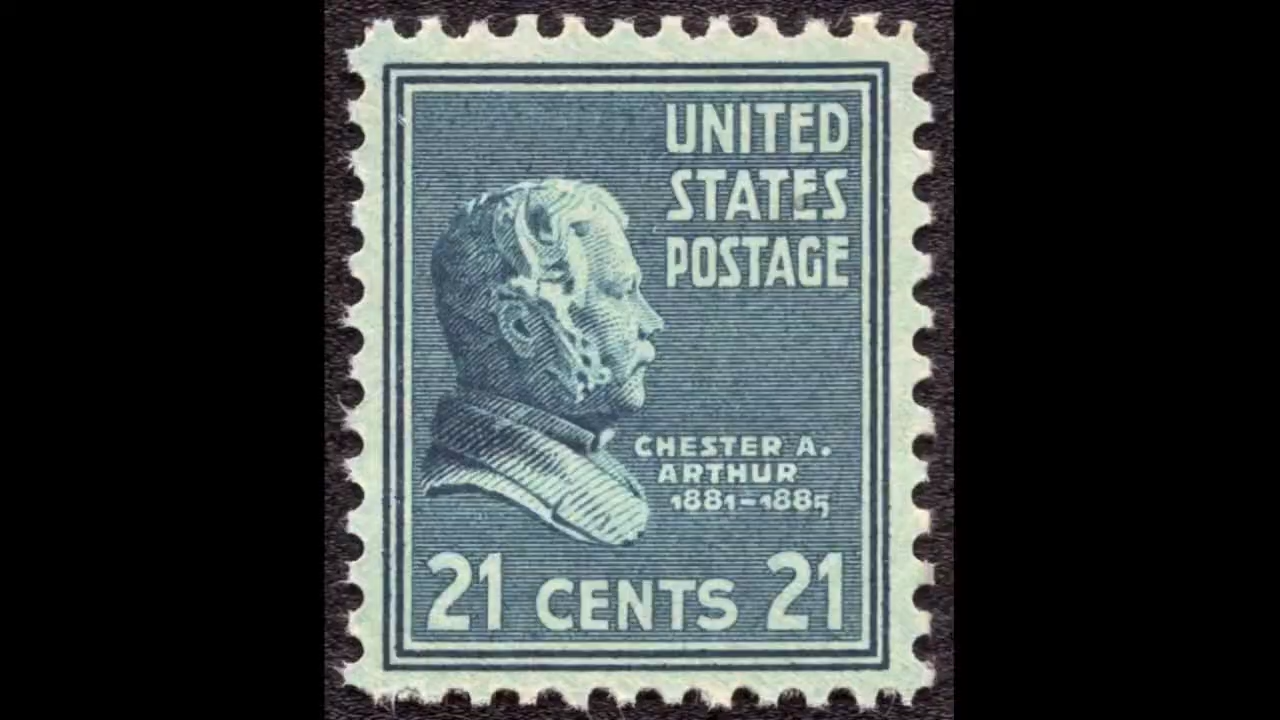 UNITED
STATES
POSTAGE
CHESTER A.
ARTHUR
1881-1885
21 CENTS 21